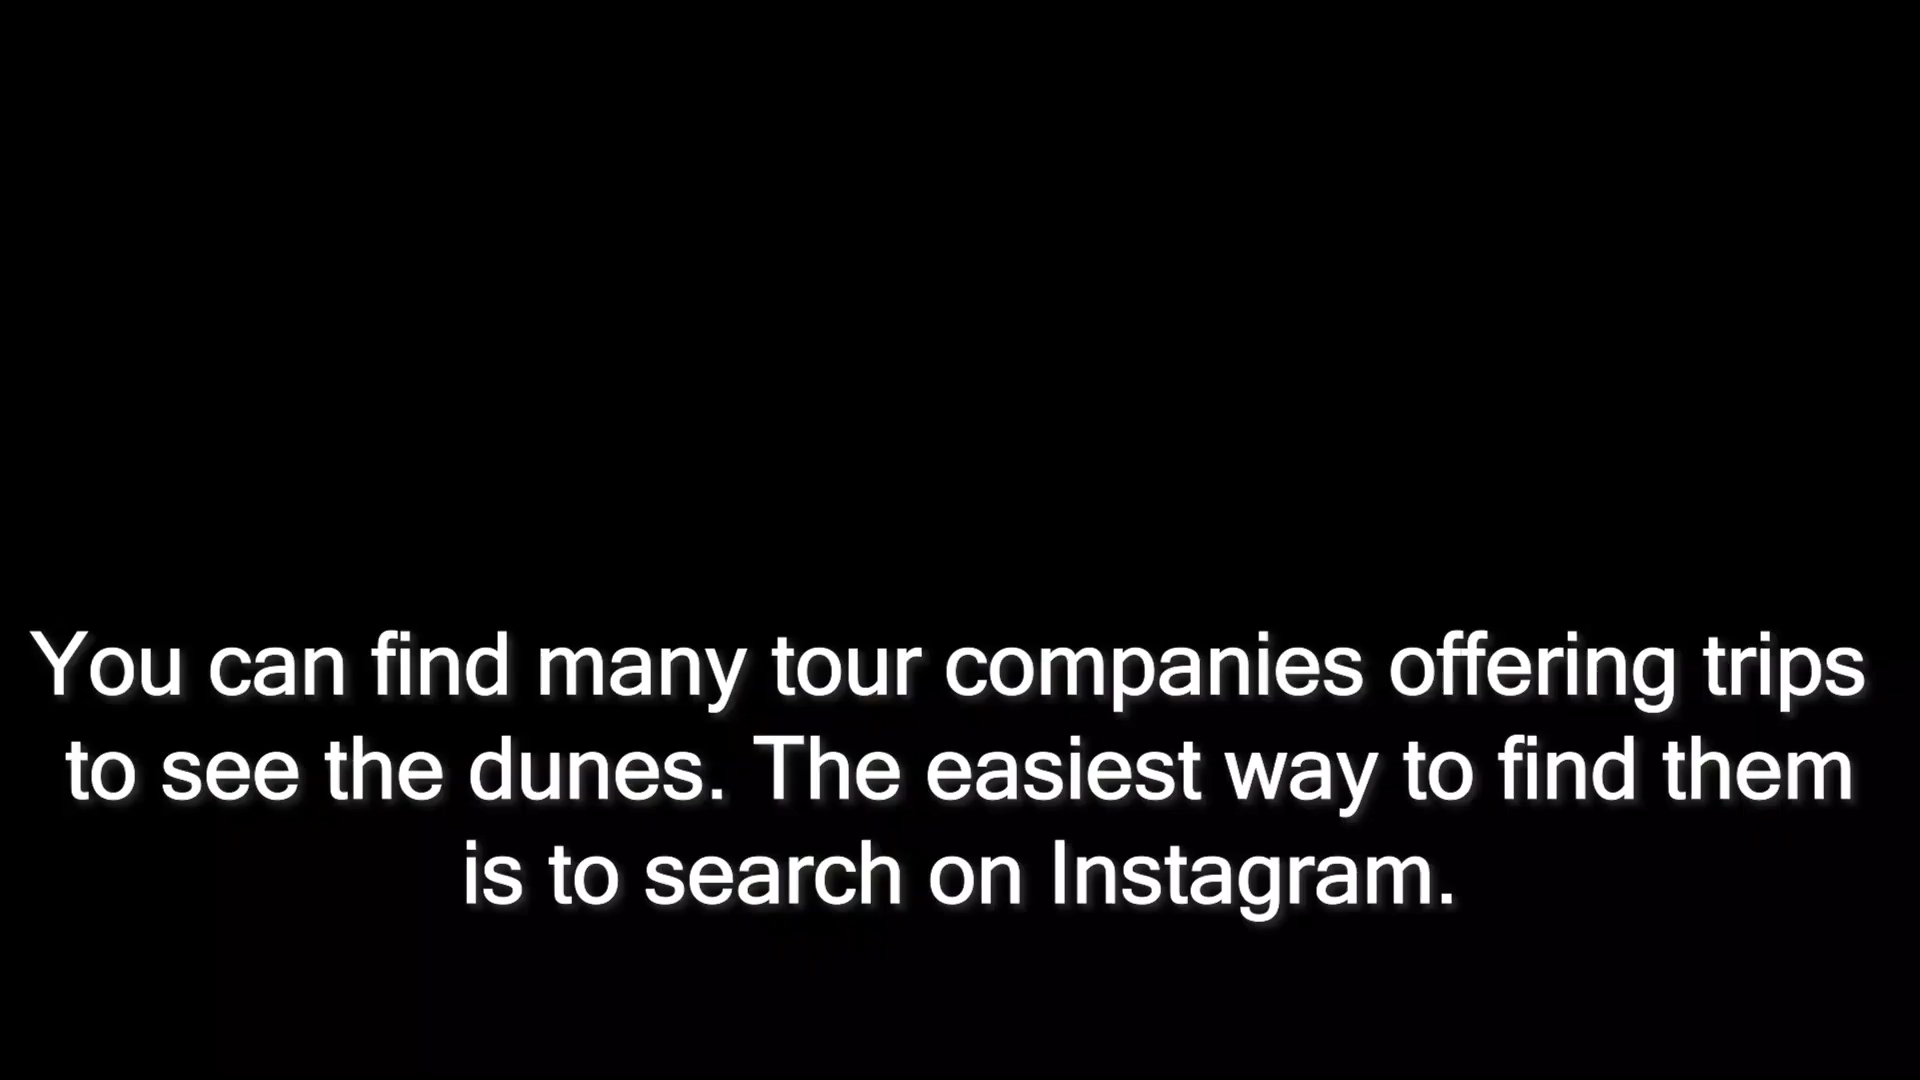 You can find many tour companies offering trips
to see the dunes. The easiest way to find them
is to search on Instagram.